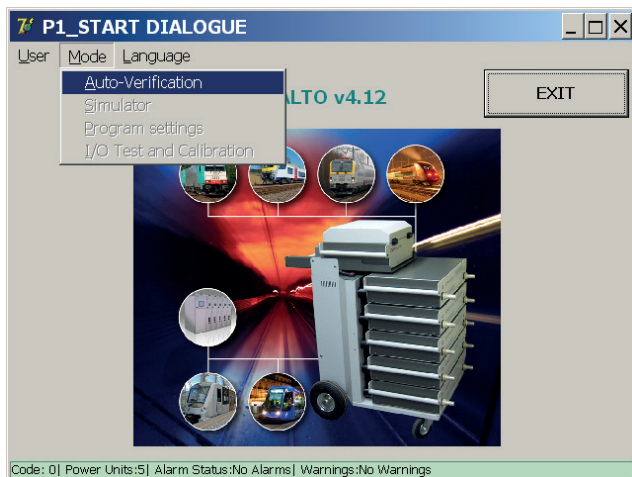 P1_START DIALOGUE
User Mode Language
Auto-Verification
Simulator
Program settings
I/O Test and Calibration
ALTO v4.12
EXIT
Code: 0| Power Units:5| Alarm Status:No Alarms| Warnings:No Warnings